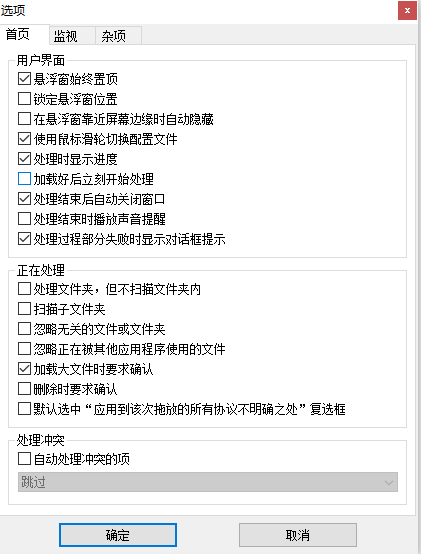 选项
首页 监视 杂项
用户界面
悬浮窗始终置顶
锁定悬浮窗位置
在悬浮窗靠近屏幕边缘时自动隐藏
使用鼠标滑轮切换配置文件
处理时显示进度
加载好后立刻开始处理
处理结束后自动关闭窗口
处理结束时播放声音提醒
处理过程部分失败时显示对话框提示
正在处理
处理文件夹，但不扫描文件夹内
扫描子文件夹
忽略无关的文件或文件夹
忽略正在被其他应用程序使用的文件
加载大文件时要求确认
删除时要求确认
默认选中“应用到该次拖放的所有协议不明确之处”复选框
处理冲突
自动处理冲突的项
跳过
确定 取消